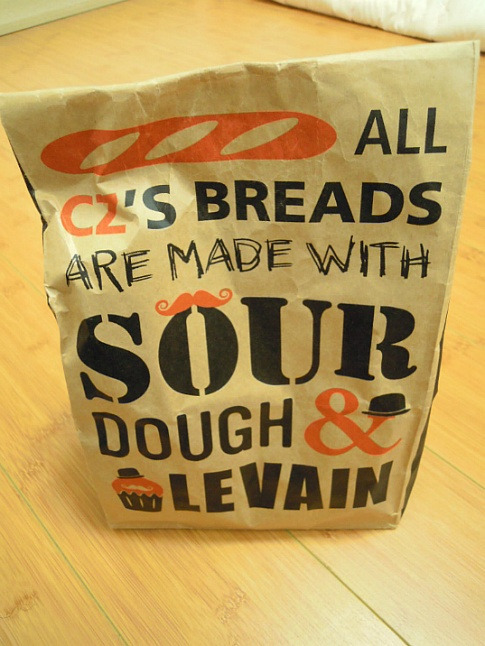 ALL
CZ'S BREADS
ARE MADE WITH
SOUR
DOUGH &
LEVAIN